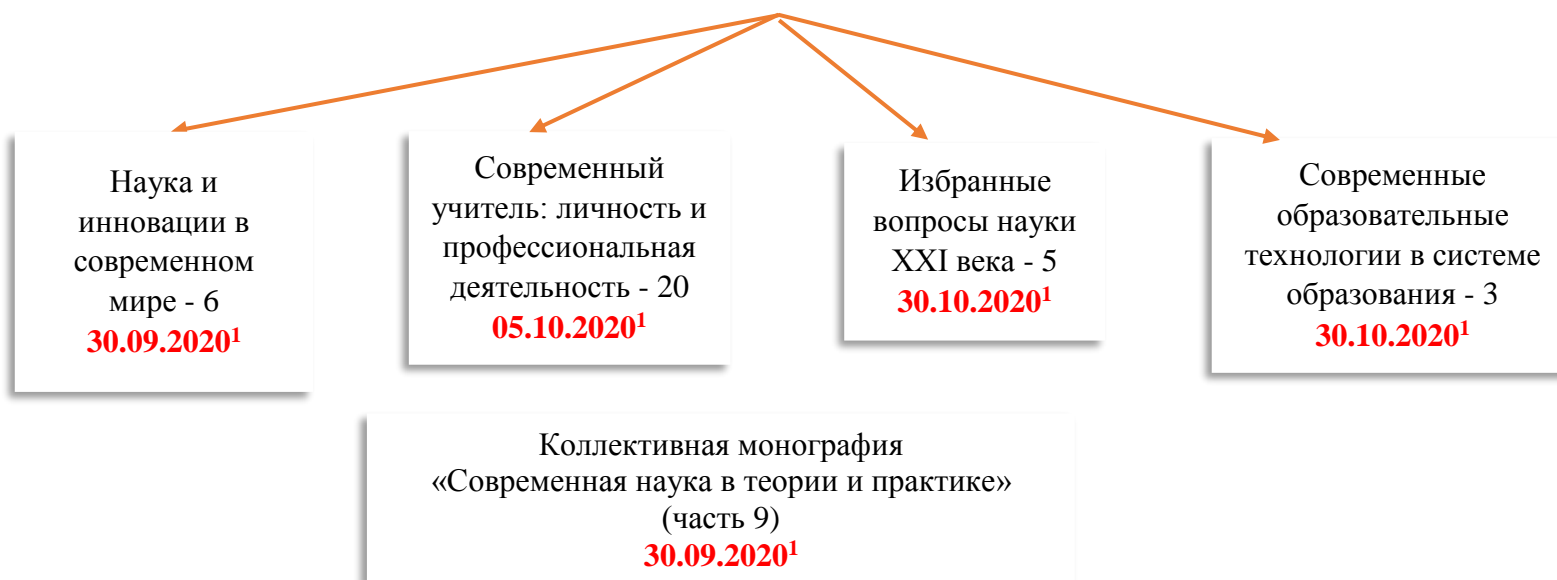 Наука и
инновации в
современном
мире - 6
30.09.2020¹
Современный
учитель: личность и
профессиональная
деятельность - 20
05.10.2020¹
Избранные
вопросы науки
XXI века - 5
30.10.2020¹
Современные
образовательные
технологии в системе
образования - 3
30.10.2020¹
Коллективная монография
«Современная наука в теории и практике»
(часть 9)
30.09.2020¹